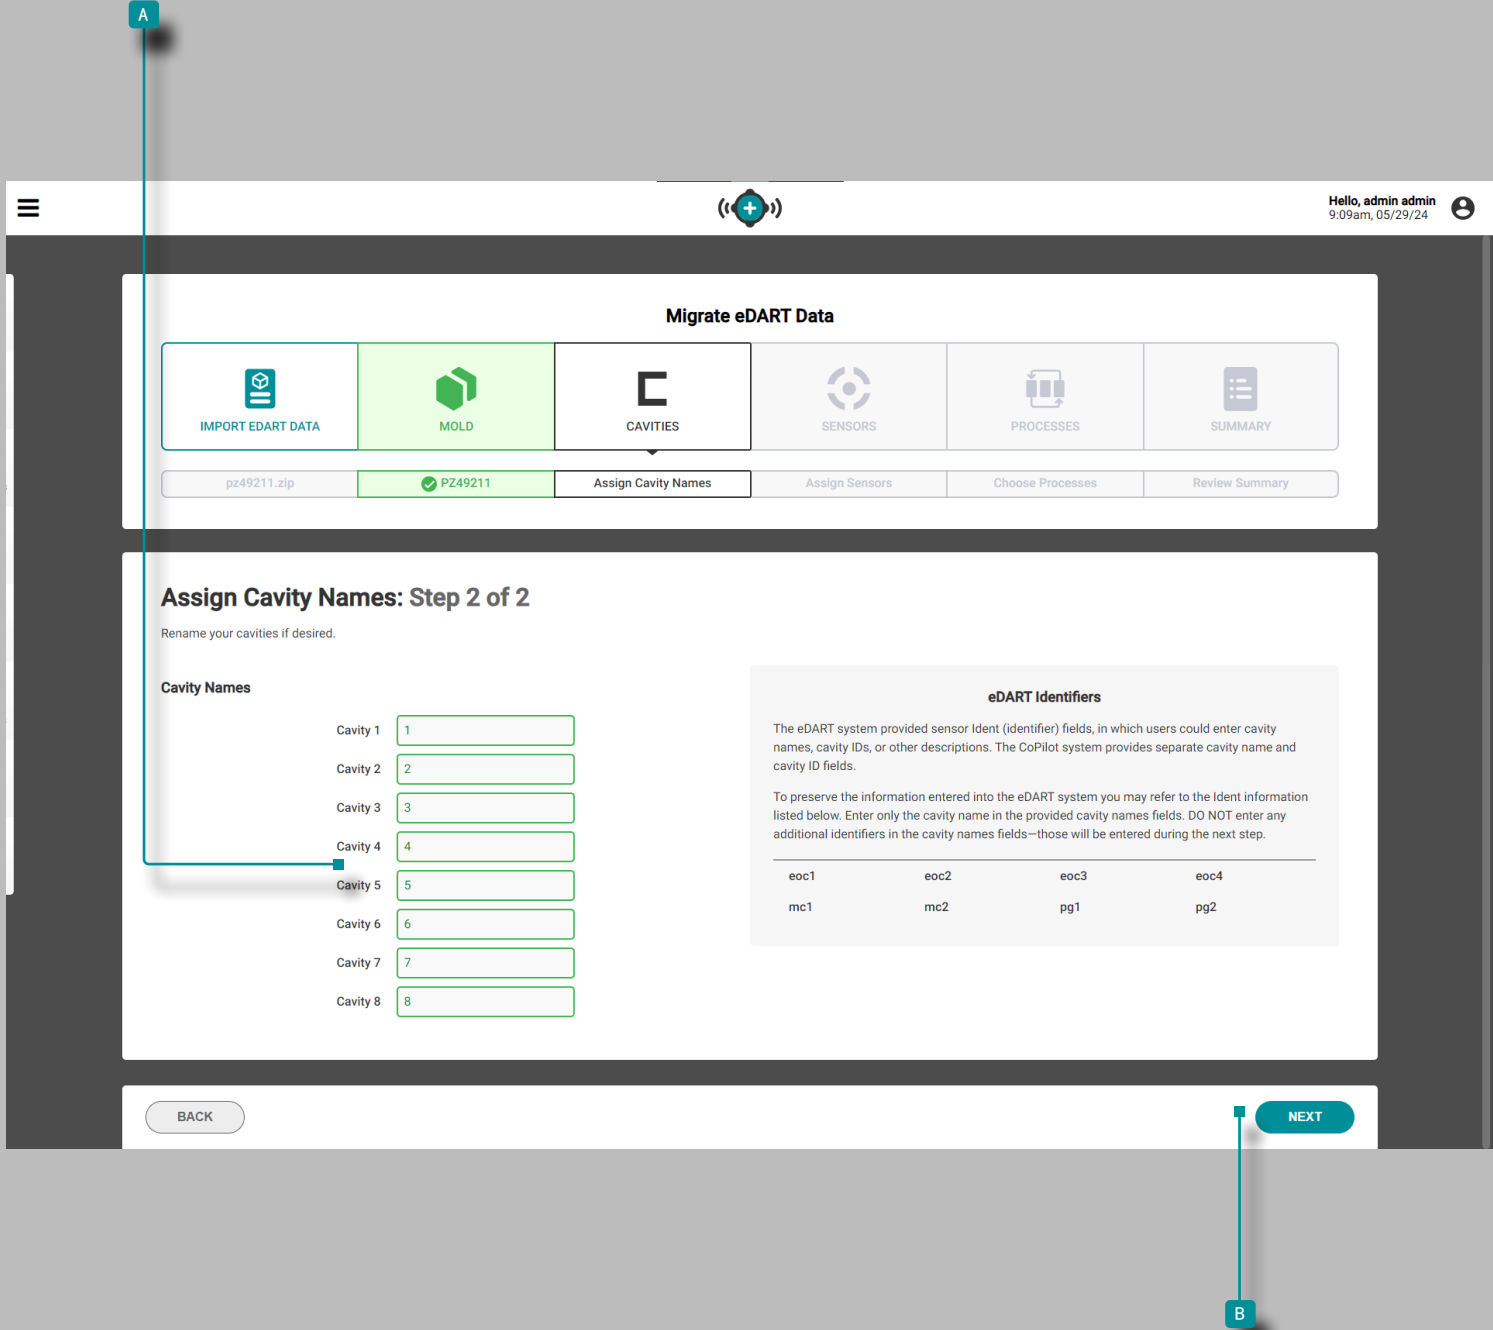 A
Hello, admin admin
9:09am, 05/29/24
Migrate eDART Data
IMPORT EDART DATA
MOLD
CAVITIES
SENSORS
PROCESSES
SUMMARY
pz49211.zip
PZ49211
Assign Cavity Names
Assign Sensors
Choose Processes
Review Summary
Assign Cavity Names: Step 2 of 2
Rename your cavities if desired.
Cavity Names
Cavity 1 1
Cavity 2 2
Cavity 3 3
Cavity 4 4
Cavity 5 5
Cavity 6 6
Cavity 7 7
Cavity 8 8
eDART Identifiers
The eDART system provided sensor Ident (identifier) fields, in which users could enter cavity
names, cavity IDs, or other descriptions. The CoPilot system provides separate cavity name and
cavity ID fields.
To preserve the information entered into the eDART system you may refer to the Ident information
listed below. Enter only the cavity name in the provided cavity names fields. DO NOT enter any
additional identifiers in the cavity names fields—those will be entered during the next step.
eoc1 eoc2 eoc3 eoc4
mc1 mc2 pg1 pg2
BACK
NEXT
B